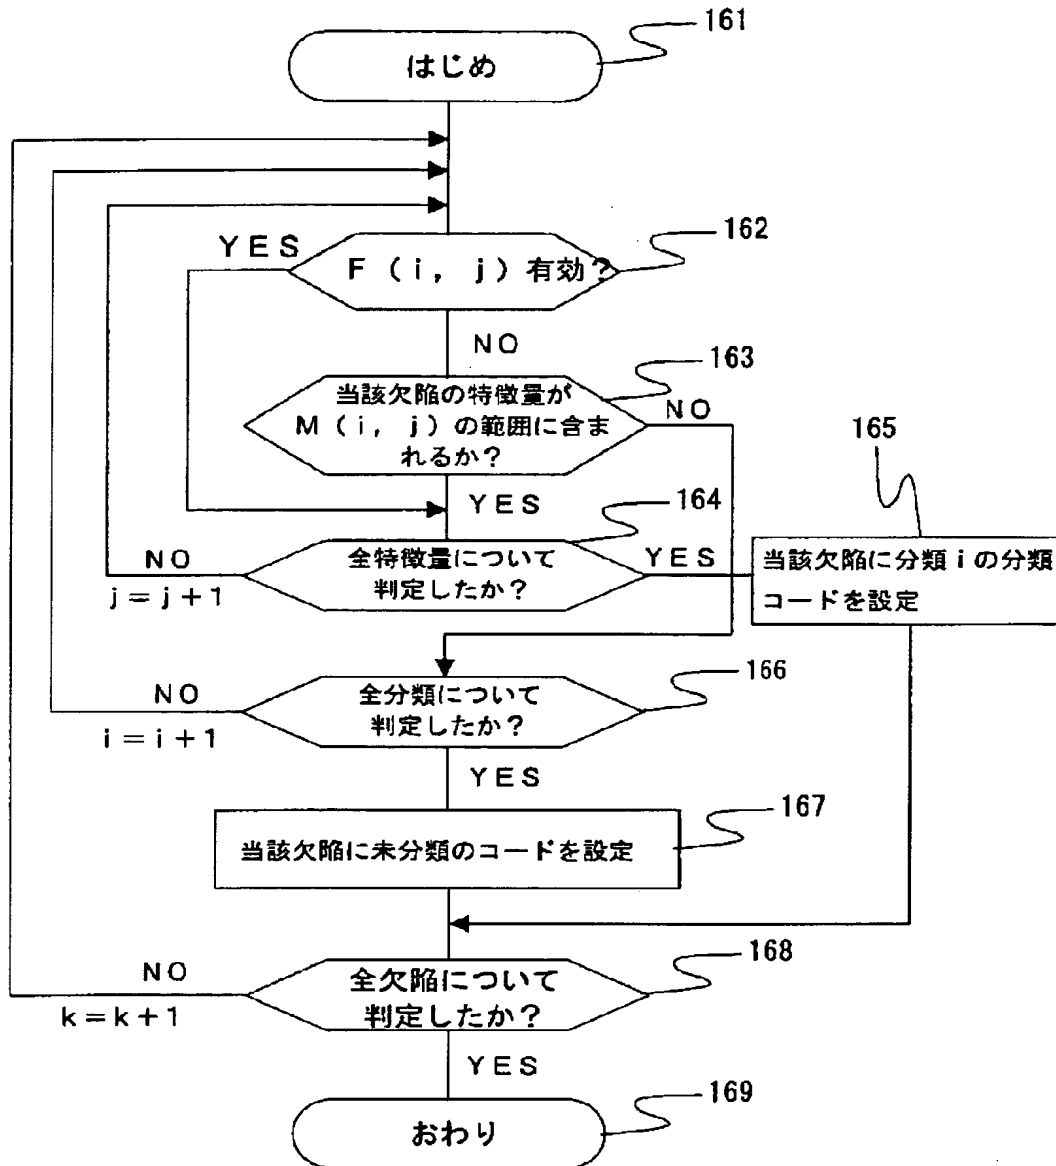 161
はじめ
162
YES
F(i, j)有効?
NO
163
当該欠陥の特徴量が
M(i, j)の範囲に含ま
れるか?
NO
165
YES
164
NO
全特徴量について
判定したか?
YES
当該欠陥に分類iの分類
コードを設定
j=j+1
166
NO
全分類について
判定したか?
i=i+1
YES
167
当該欠陥に未分類のコードを設定
168
NO
全欠陥について
判定したか?
k=k+1
YES
169
おわり